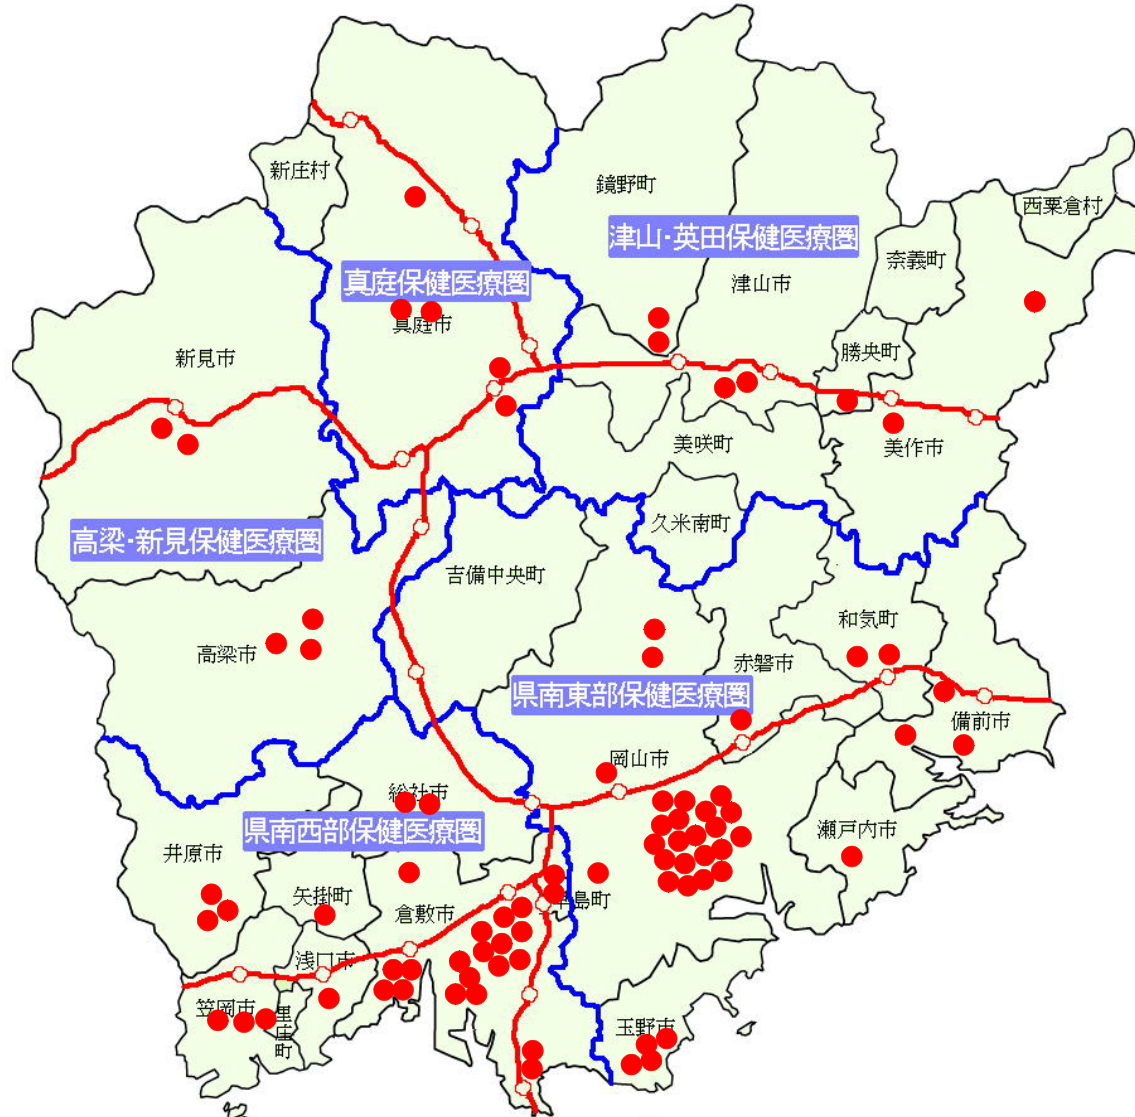 新庄村
鏡野町
西粟倉村
津山・英田保健医療圏
奈義町
真庭保健医療圏
津山市
真庭市
勝央町
新見市
美咲町
美作市
高梁・新見保健医療圏
久米南町
吉備中央町
和気町
高梁市
赤磐市
県南東部保健医療圏
備前市
岡山市
総社市
県南西部保健医療圏
瀬戸内市
井原市
矢掛町
倉敷市
早島町
浅口市
笠岡市
里庄町
玉野市